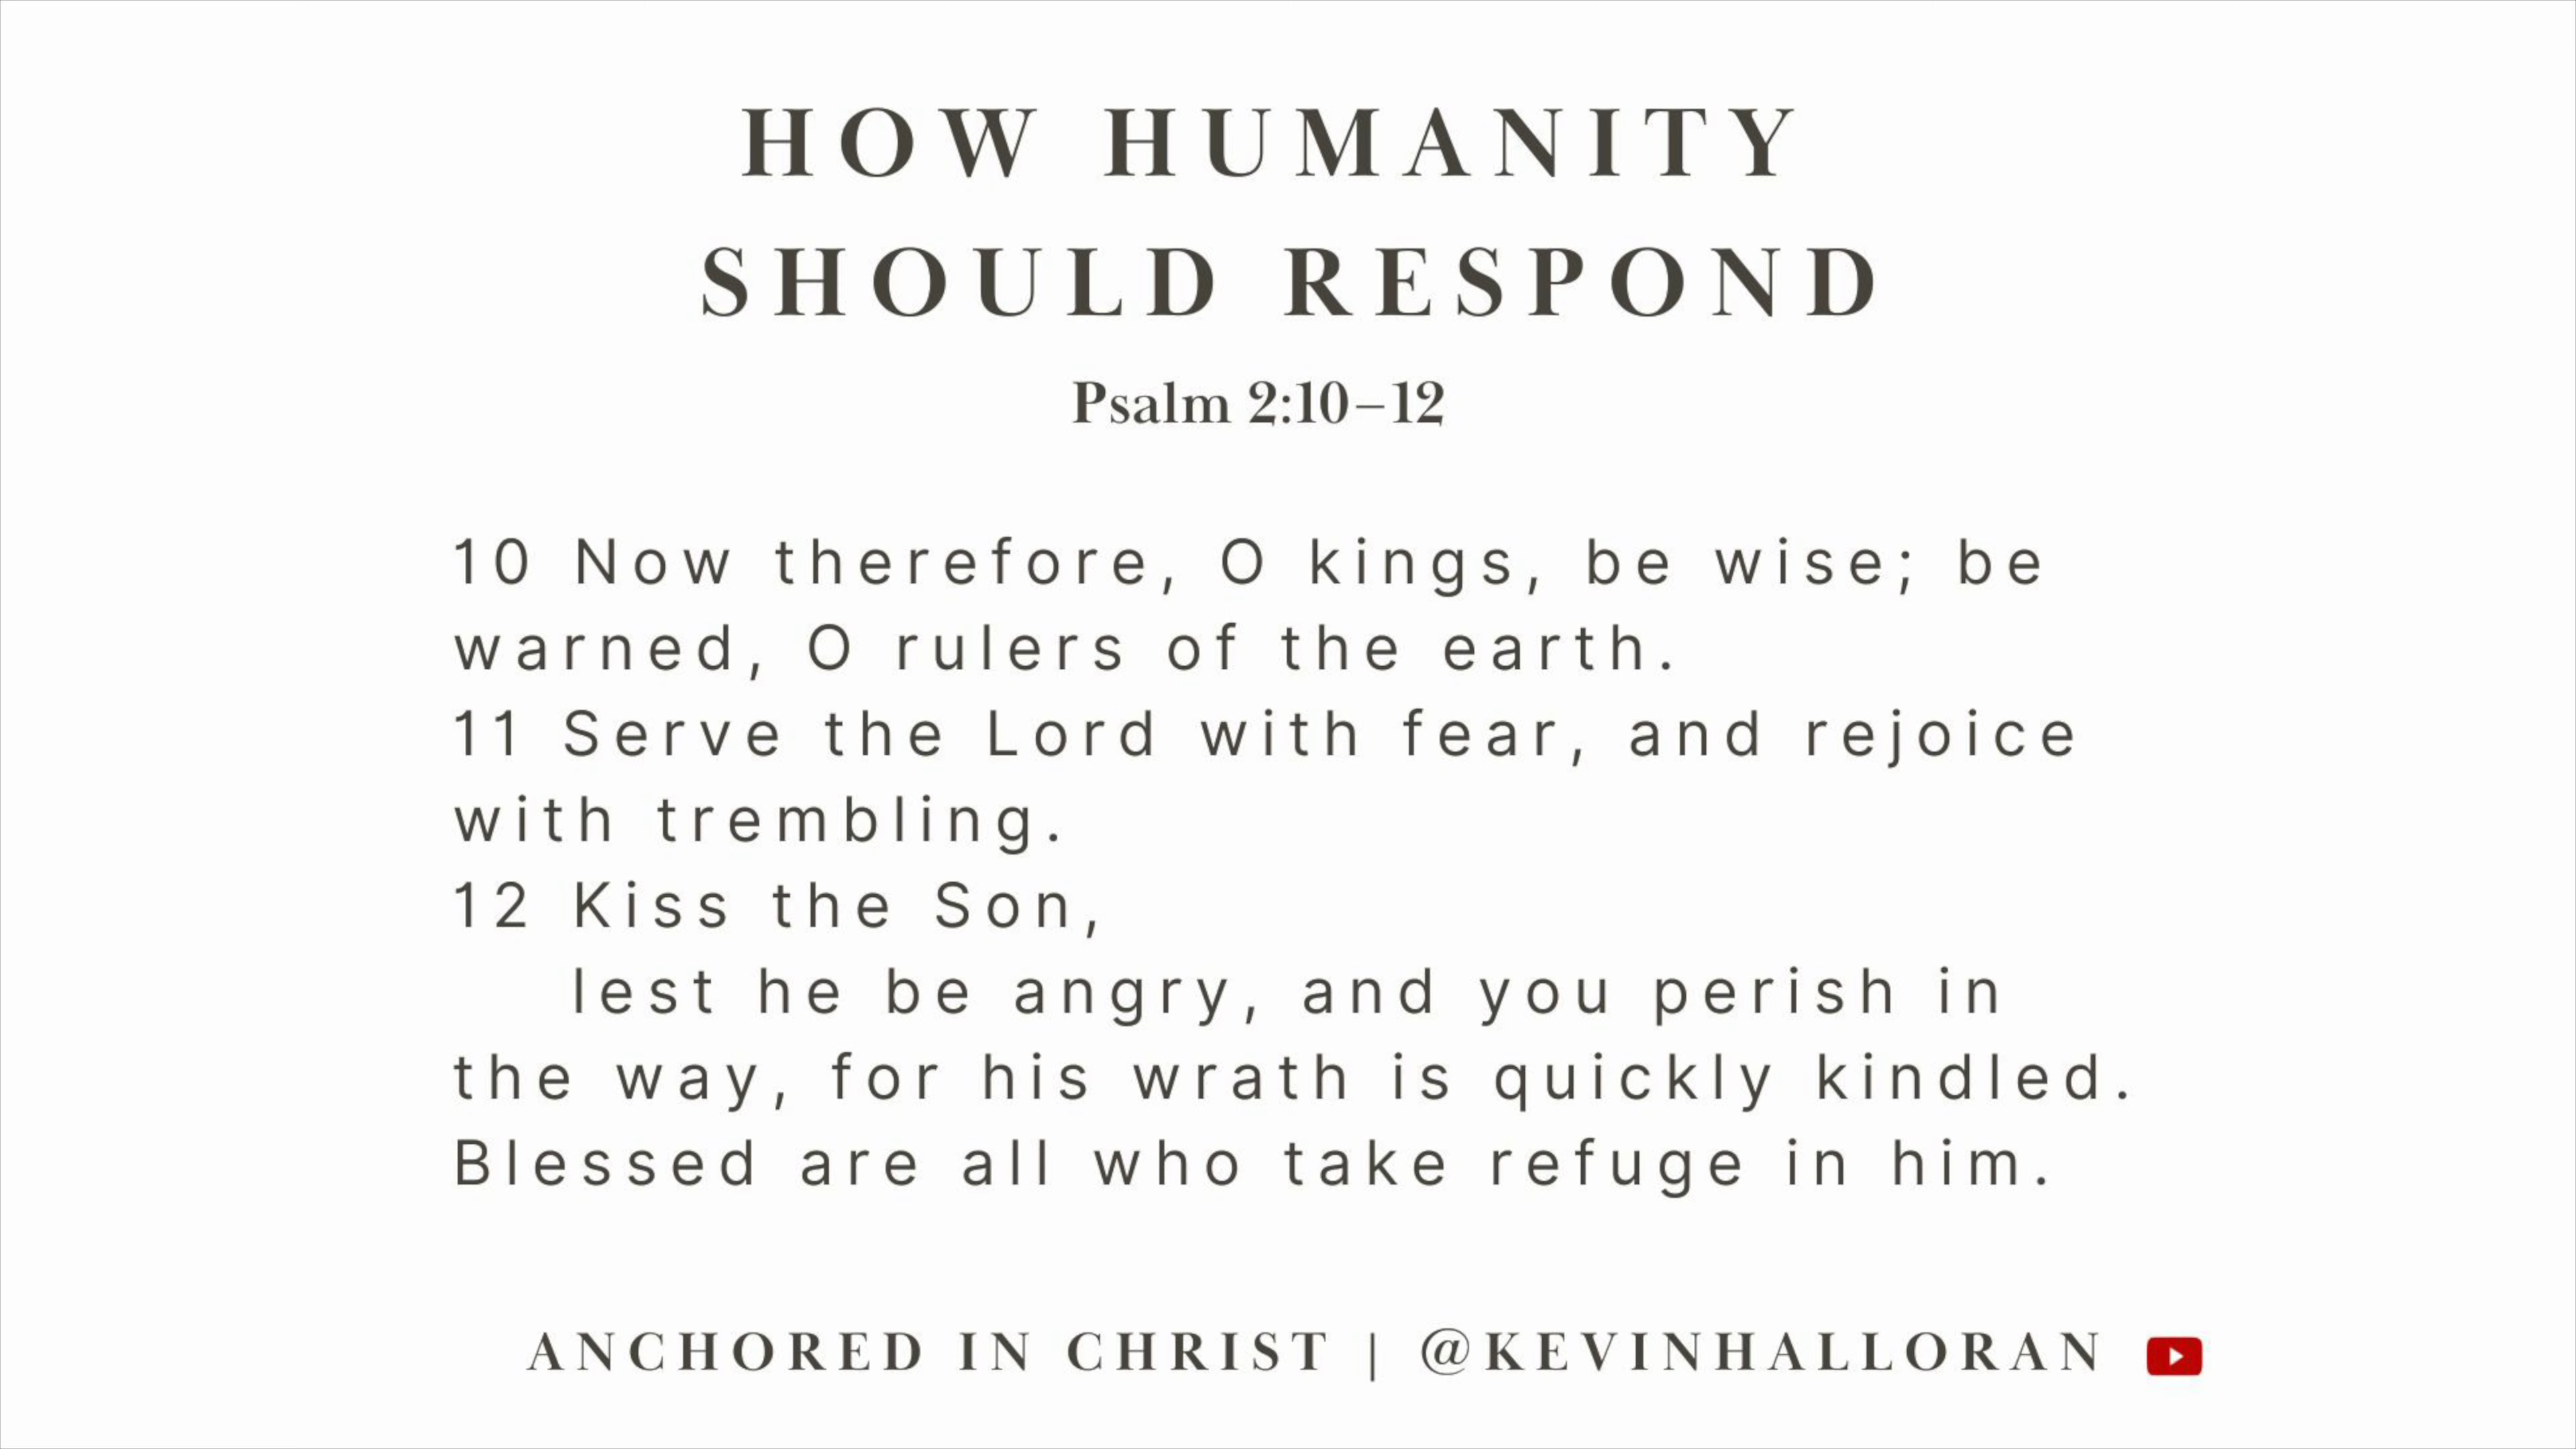 HOW HUMANITY
SHOULD RESPOND
Psalm 2:10–12
10 Now therefore, O kings, be wise; be
warned, O rulers of the earth.
11 Serve the Lord with fear, and rejoice
with trembling.
12 Kiss the Son,
lest he be angry, and you perish in
the way, for his wrath is quickly kindled.
Blessed are all who take refuge in him.
ANCHORED IN CHRIST | @KEVINHALLORAN